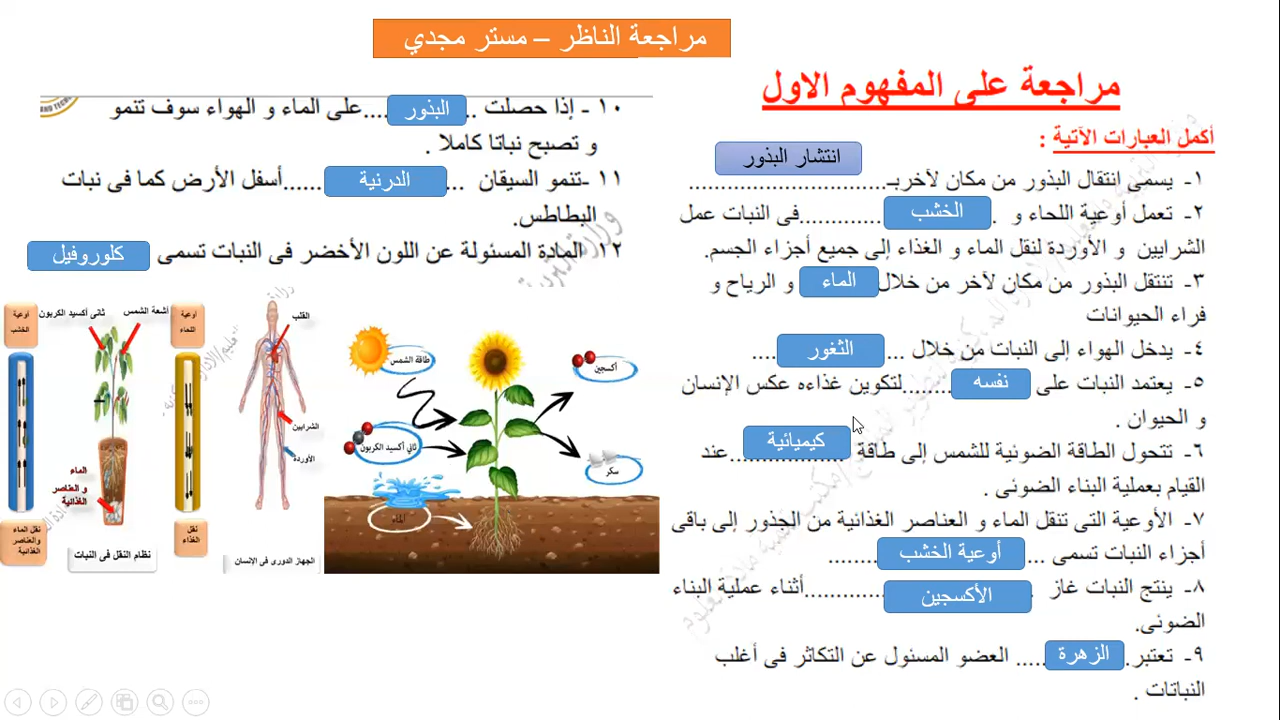 مراجعة الناظر – مستر مجدي
مراجعة على المفهوم الاول
أكمل العبارات الآتية :
انتشار البذور
١- يسمى انتقال البذور من مكان لآخربـ..............................
٢- تعمل أوعية اللحاء و .الخشب...........فى النبات عمل
الشرايين و الأوردة لنقل الماء و الغذاء إلى جميع أجزاء الجسم.
٣- تنتقل البذور من مكان لآخر من خلال الماء و الرياح و
فراء الحيوانات
٤- يدخل الهواء إلى النبات من خلال ... الثغور ....
٥- يعتمد النبات على نفسه........لتكوين غذاءه عكس الإنسان
و الحيوان .
٦- تتحول الطاقة الضوئية للشمس إلى طاقة كيميائية..................عند
القيام بعملية البناء الضوئى .
٧- الأوعية التى تنقل الماء و العناصر الغذائية من الجذور إلى باقى
أجزاء النبات تسمى ... أوعية الخشب ........
٨- ينتج النبات غاز الأكسجين.............أثناء عملية البناء
الضوئى.
٩- تعتبر. الزهرة ..... العضو المسئول عن التكاثر فى أغلب
النباتات .
١٠ - إذا حصلت .. البذور ....على الماء و الهواء سوف تنمو
و تصبح نباتا كاملا .
١١ -تنمو السيقان ... الدرنية ......أسفل الأرض كما فى نبات
البطاطس.
١٢ المادة المسئولة عن اللون الأخضر فى النبات تسمى كلوروفيل
أوعية الخشب
ثانى أكسيد الكربون
أشعة الشمس
أوعية اللحاء
الماء و العناصر الغذائية
نقل الماء والعناصر الغذائية
نظام النقل فى النبات
نقل الغذاء
القلب
الشرايين
الأوردة
الجهاز الدورى فى الإنسان
طاقة الشمس
ثاني أكسيد الكربون
الماء
أكسجين
سكر